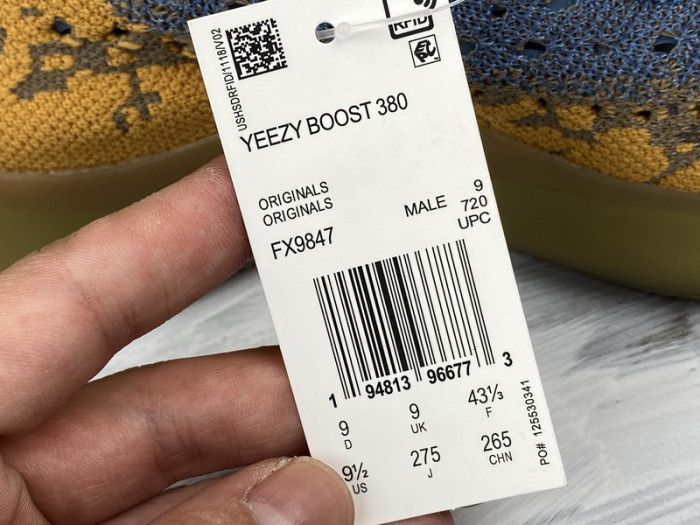 RFID
USHSDRFID/1118/V02
YEEZY BOOST 380
ORIGINALS
ORIGINALS
FX9847
MALE
9
720
UPC
1 94813 96677 3
9 D
9 UK
43⅓ F
9½ US
275 J
265 CHN
PO# 125530341